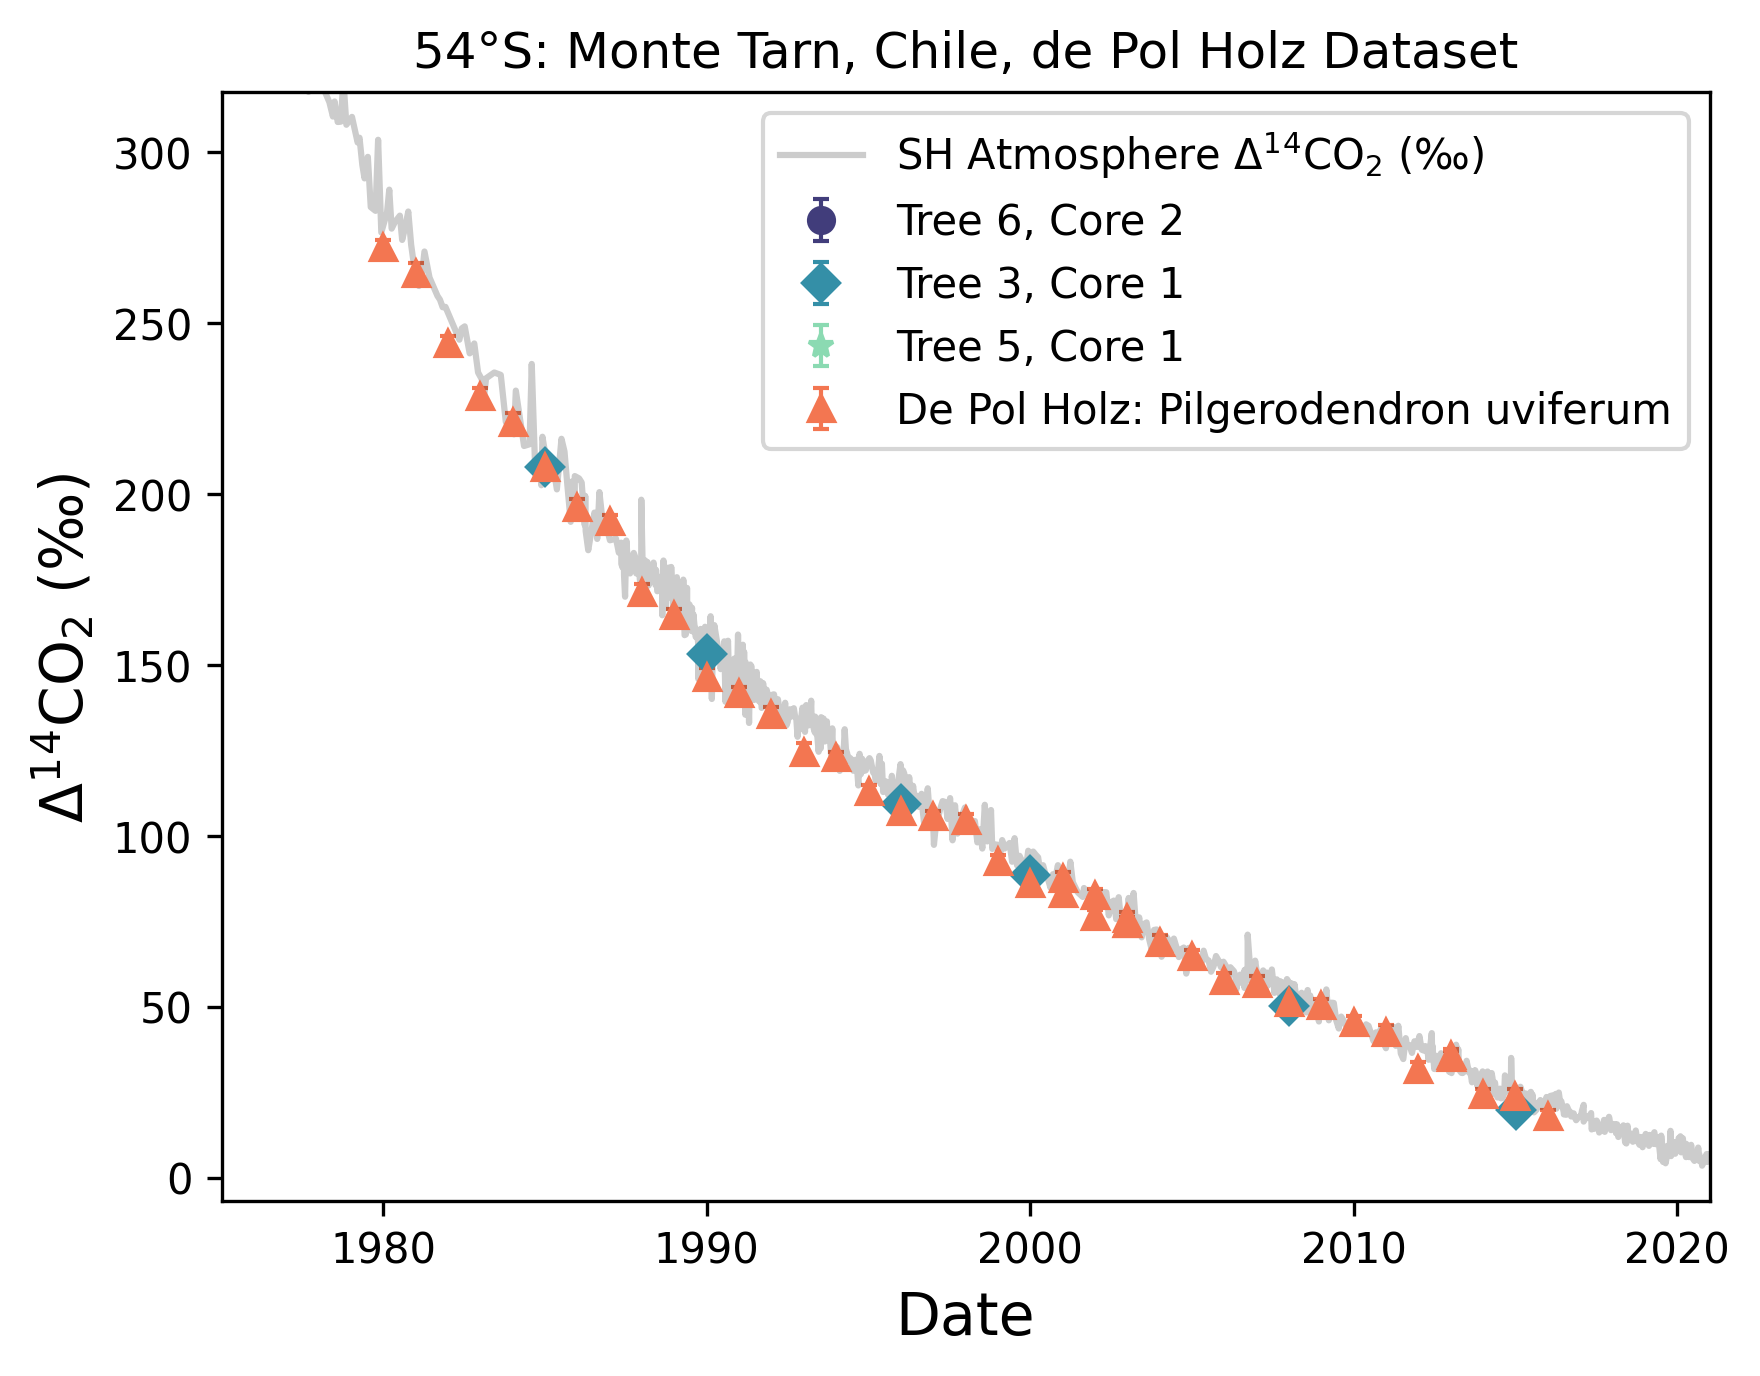 54°S: Monte Tarn, Chile, de Pol Holz Dataset
SH Atmosphere Δ¹⁴CO₂ (‰)
Tree 6, Core 2
Tree 3, Core 1
Tree 5, Core 1
De Pol Holz: Pilgerodendron uviferum
Δ¹⁴CO₂ (‰)
300
250
200
150
100
50
0
1980 1990 2000 2010 2020
Date